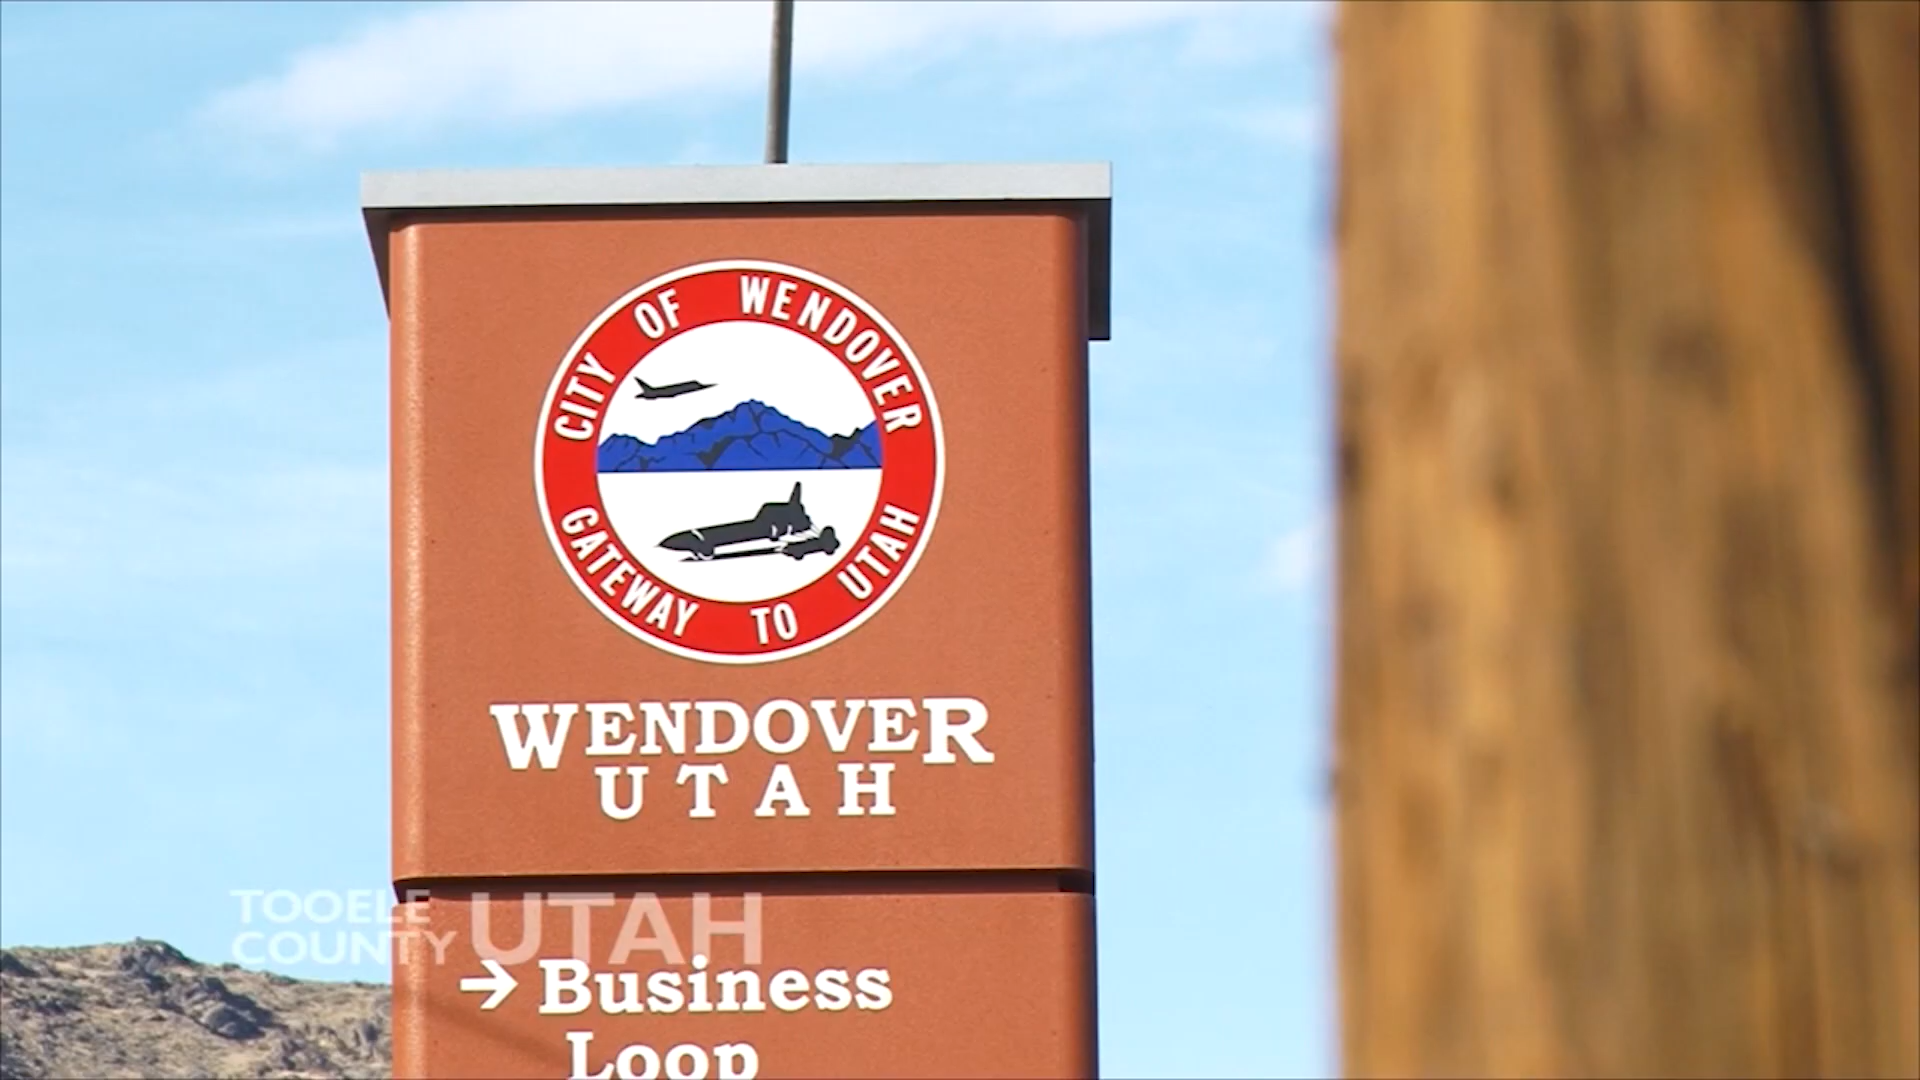 CITY OF WENDOVER
GATEWAY TO UTAH
WENDOVER
UTAH
TOOELE
COUNTY UTAH
→ Business
Loop